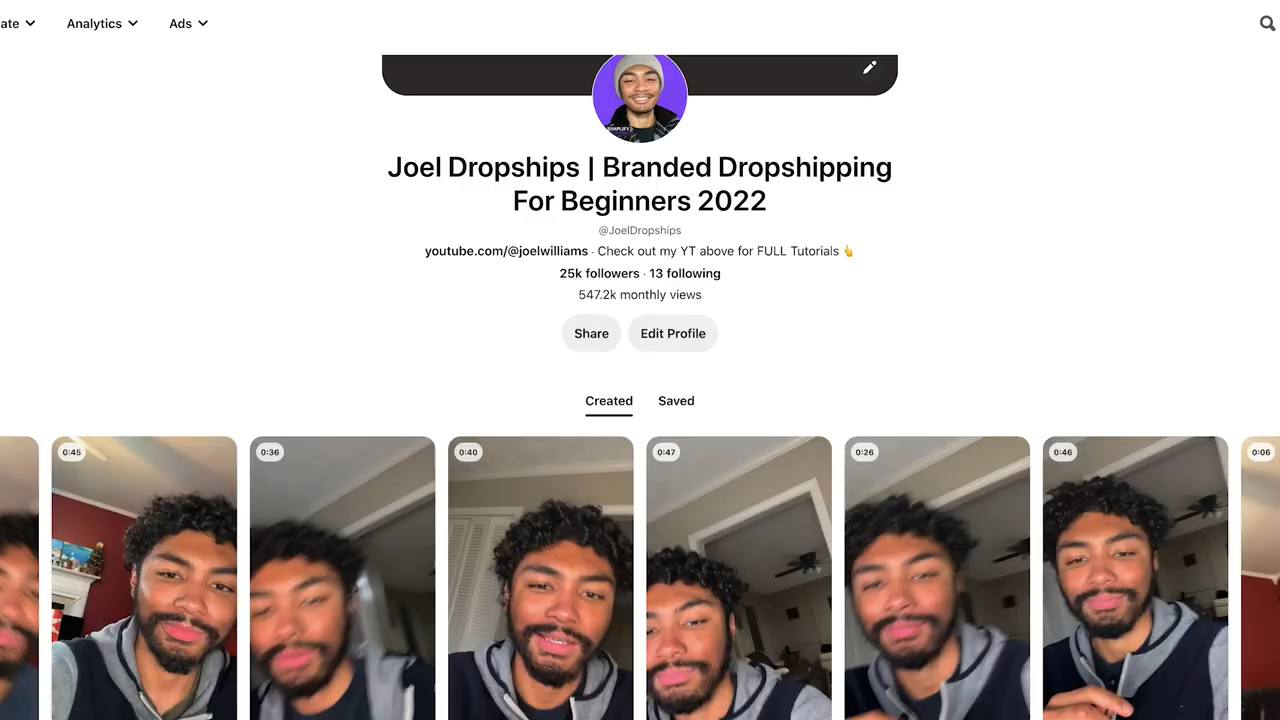 ate
Analytics
Ads
SIMPLIFY
Joel Dropships | Branded Dropshipping
For Beginners 2022
@JoelDropships
youtube.com/@joelwilliams · Check out my YT above for FULL Tutorials 👆
25k followers · 13 following
547.2k monthly views
Share
Edit Profile
Created
Saved
0:45
0:36
0:40
0:47
0:26
0:46
0:06